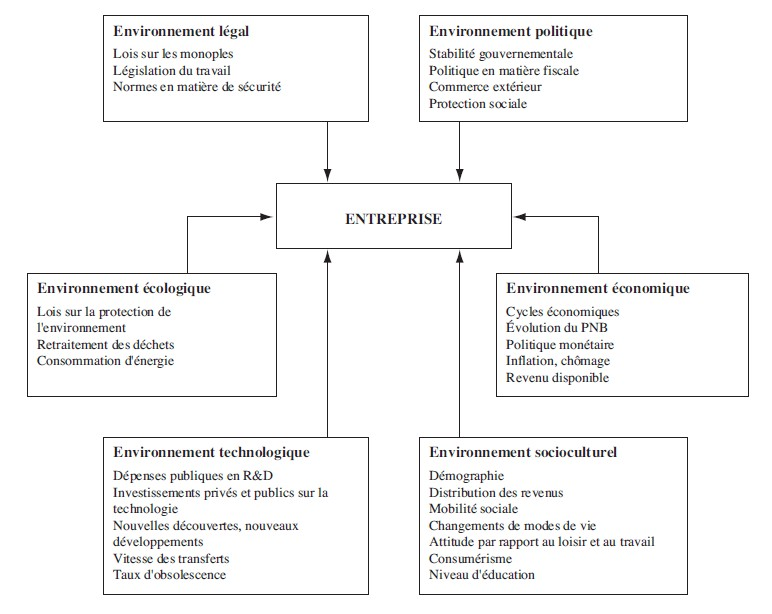 Environnement légal
Lois sur les monoples
Législation du travail
Normes en matière de sécurité
Environnement politique
Stabilité gouvernementale
Politique en matière fiscale
Commerce extérieur
Protection sociale
ENTREPRISE
Environnement écologique
Lois sur la protection de
l'environnement
Retraitement des déchets
Consommation d'énergie
Environnement économique
Cycles économiques
Évolution du PNB
Politique monétaire
Inflation, chômage
Revenu disponible
Environnement technologique
Dépenses publiques en R&D
Investissements privés et publics sur la
technologie
Nouvelles découvertes, nouveaux
développements
Vitesse des transferts
Taux d'obsolescence
Environnement socioculturel
Démographie
Distribution des revenus
Mobilité sociale
Changements de modes de vie
Attitude par rapport au loisir et au travail
Consumérisme
Niveau d'éducation